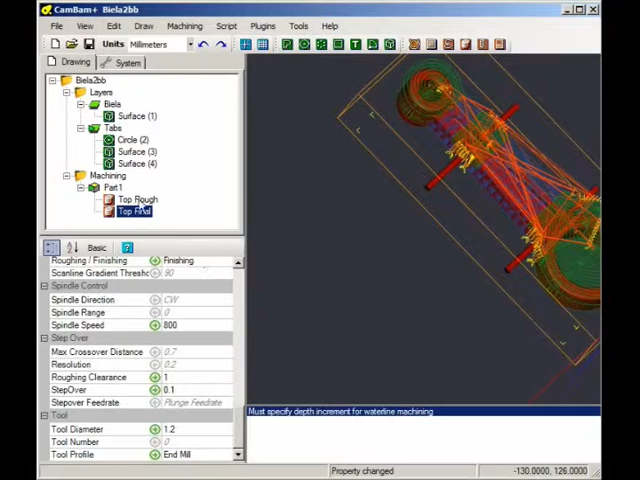 CamBam+ Biela2bb
File View Edit Draw Machining Script Plugins Tools Help
Units Millimeters
Drawing System
Biela2bb
Layers
Biela
Surface (1)
Tabs
Circle (2)
Surface (3)
Surface (4)
Machining
Part1
Top Rough
Top Final
Basic
Roughing / Finishing Finishing
Scanline Gradient Thresho 90
Spindle Control
Spindle Direction CW
Spindle Range 0
Spindle Speed 800
Step Over
Max Crossover Distance 0.7
Resolution 0.2
Roughing Clearance 1
StepOver 0.1
Stepover Feedrate Plunge Feedrate
Tool
Tool Diameter 1.2
Tool Number 0
Tool Profile End Mill
Must specify depth increment for waterline machining
Property changed -130.0000, 126.0000